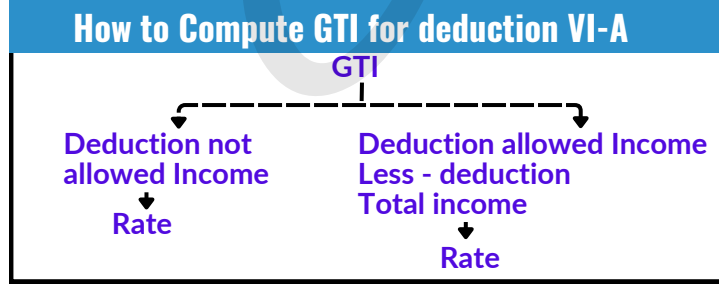 How to Compute GTI for deduction VI-A
GTI
Deduction not
allowed Income
Rate
Deduction allowed Income
Less - deduction
Total income
Rate